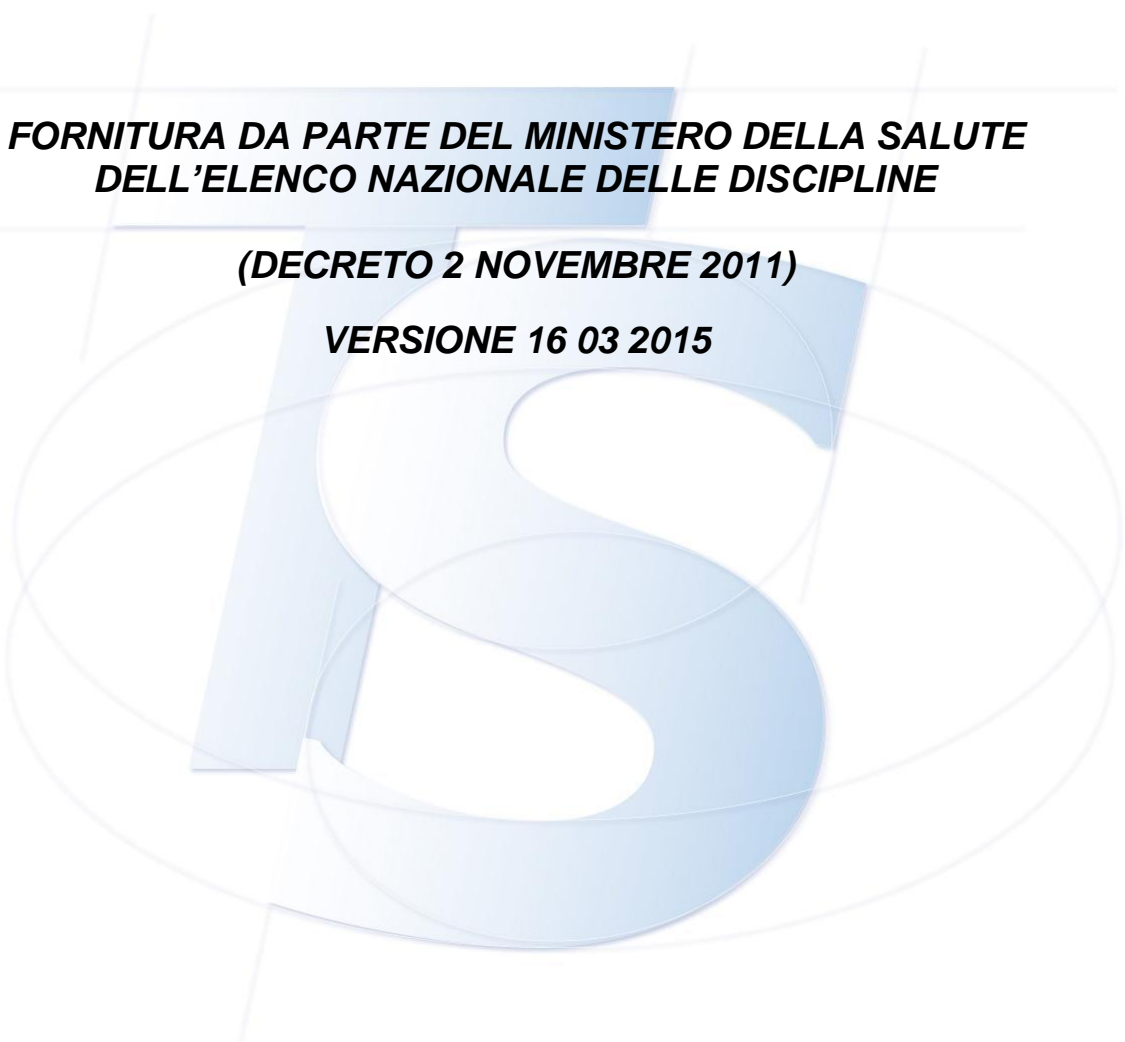 FORNITURA DA PARTE DEL MINISTERO DELLA SALUTE
DELL’ELENCO NAZIONALE DELLE DISCIPLINE
(DECRETO 2 NOVEMBRE 2011)
VERSIONE 16 03 2015
TS